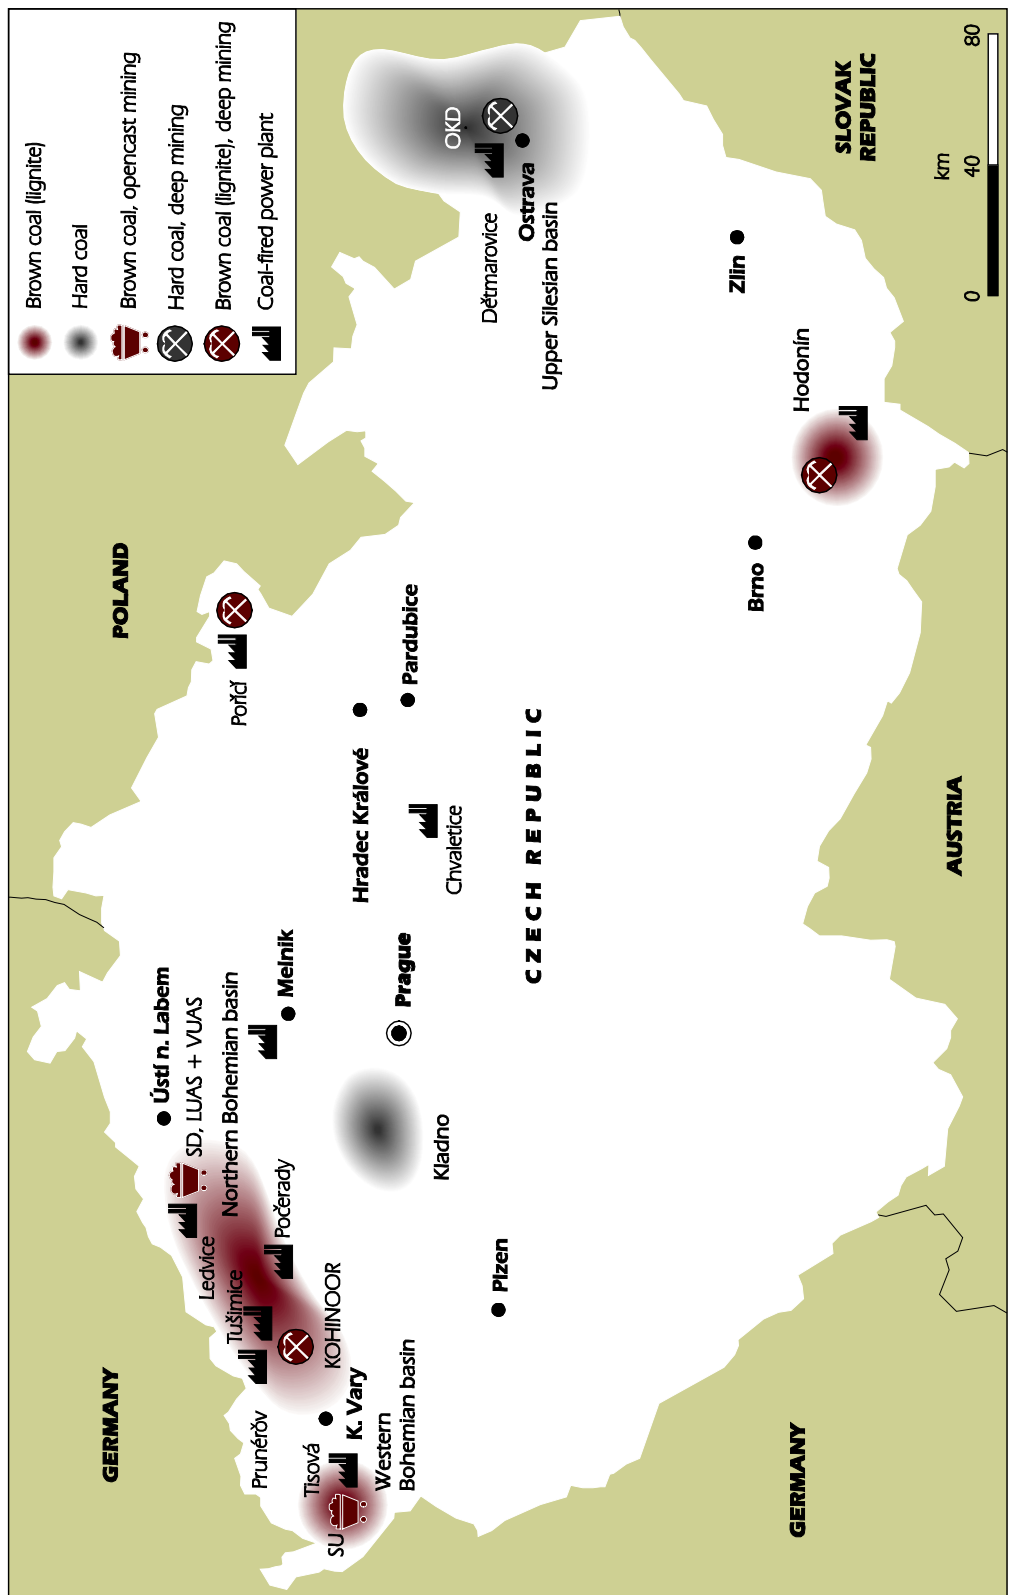 Brown coal (lignite)
Hard coal
Brown coal, opencast mining
Hard coal, deep mining
Brown coal (lignite), deep mining
Coal-fired power plant
GERMANY
POLAND
Ústí n. Labem
SD, LUAS + VUAS
Northern Bohemian basin
Ledvice
Tušimice
Prunéřǒv
Počerady
KOHINOOR
Tisová
K. Vary
SU
Western
Bohemian basin
Melnik
Prague
Kladno
Plzen
Poříčí
Hradec Králové
Pardubice
Chvaletice
CZECH REPUBLIC
OKD
Dětmarovice
Ostrava
Upper Silesian basin
Zlin
Hodonín
Brno
GERMANY
AUSTRIA
SLOVAK
REPUBLIC
km
0 40 80